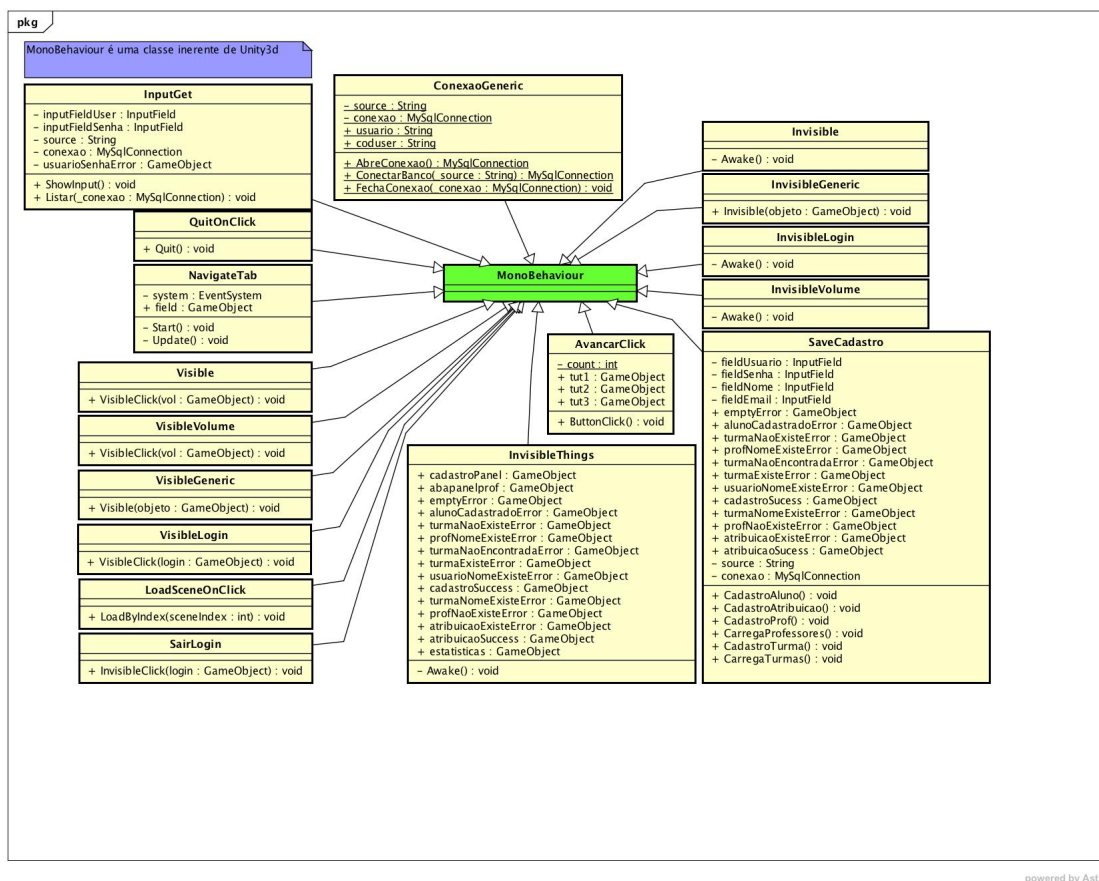 pkg
MonoBehaviour é uma classe inerente de Unity3d
InputGet
– inputFieldUser : InputField
– inputFieldSenha : InputField
– source : String
– conexao : MySqlConnection
– usuarioSenhaError : GameObject
+ ShowInput() : void
+ Listar(_conexao : MySqlConnection) : void
ConexaoGeneric
– source : String
– conexao : MySqlConnection
+ usuario : String
+ coduser : String
+ AbreConexao() : MySqlConnection
+ ConectarBanco(_source : String) : MySqlConnection
+ FechaConexao(_conexao : MySqlConnection) : void
Invisible
– Awake() : void
InvisibleGeneric
+ Invisible(objeto : GameObject) : void
InvisibleLogin
– Awake() : void
InvisibleVolume
– Awake() : void
QuitOnClick
+ Quit() : void
NavigateTab
– system : EventSystem
+ field : GameObject
– Start() : void
– Update() : void
MonoBehaviour
Visible
+ VisibleClick(vol : GameObject) : void
VisibleVolume
+ VisibleClick(vol : GameObject) : void
VisibleGeneric
+ Visible(objeto : GameObject) : void
VisibleLogin
+ VisibleClick(login : GameObject) : void
LoadSceneOnClick
+ LoadByIndex(sceneIndex : int) : void
SairLogin
+ InvisibleClick(login : GameObject) : void
AvancarClick
– count : int
+ tut1 : GameObject
+ tut2 : GameObject
+ tut3 : GameObject
+ ButtonClick() : void
InvisibleThings
+ cadastroPanel : GameObject
+ abapanelprof : GameObject
+ emptyError : GameObject
+ alunoCadastradoError : GameObject
+ turmaNaoExisteError : GameObject
+ profNomeExisteError : GameObject
+ turmaNaoEncontradaError : GameObject
+ turmaExisteError : GameObject
+ usuarioNomeExisteError : GameObject
+ cadastroSuccess : GameObject
+ turmaNomeExisteError : GameObject
+ profNaoExisteError : GameObject
+ atribuicaoExisteError : GameObject
+ atribuicaoSuccess : GameObject
+ estatisticas : GameObject
– Awake() : void
SaveCadastro
– fieldUsuario : InputField
– fieldSenha : InputField
– fieldNome : InputField
– fieldEmail : InputField
+ emptyError : GameObject
+ alunoCadastradoError : GameObject
+ turmaNaoExisteError : GameObject
+ profNomeExisteError : GameObject
+ turmaNaoEncontradaError : GameObject
+ turmaExisteError : GameObject
+ usuarioNomeExisteError : GameObject
+ cadastroSucess : GameObject
+ turmaNomeExisteError : GameObject
+ profNaoExisteError : GameObject
+ atribuicaoExisteError : GameObject
+ atribuicaoSucess : GameObject
– source : String
– conexao : MySqlConnection
+ CadastroAluno() : void
+ CadastroAtribuicao() : void
+ CadastroProf() : void
+ CarregaProfessores() : void
+ CadastroTurma() : void
+ CarregaTurmas() : void
powered by Ast